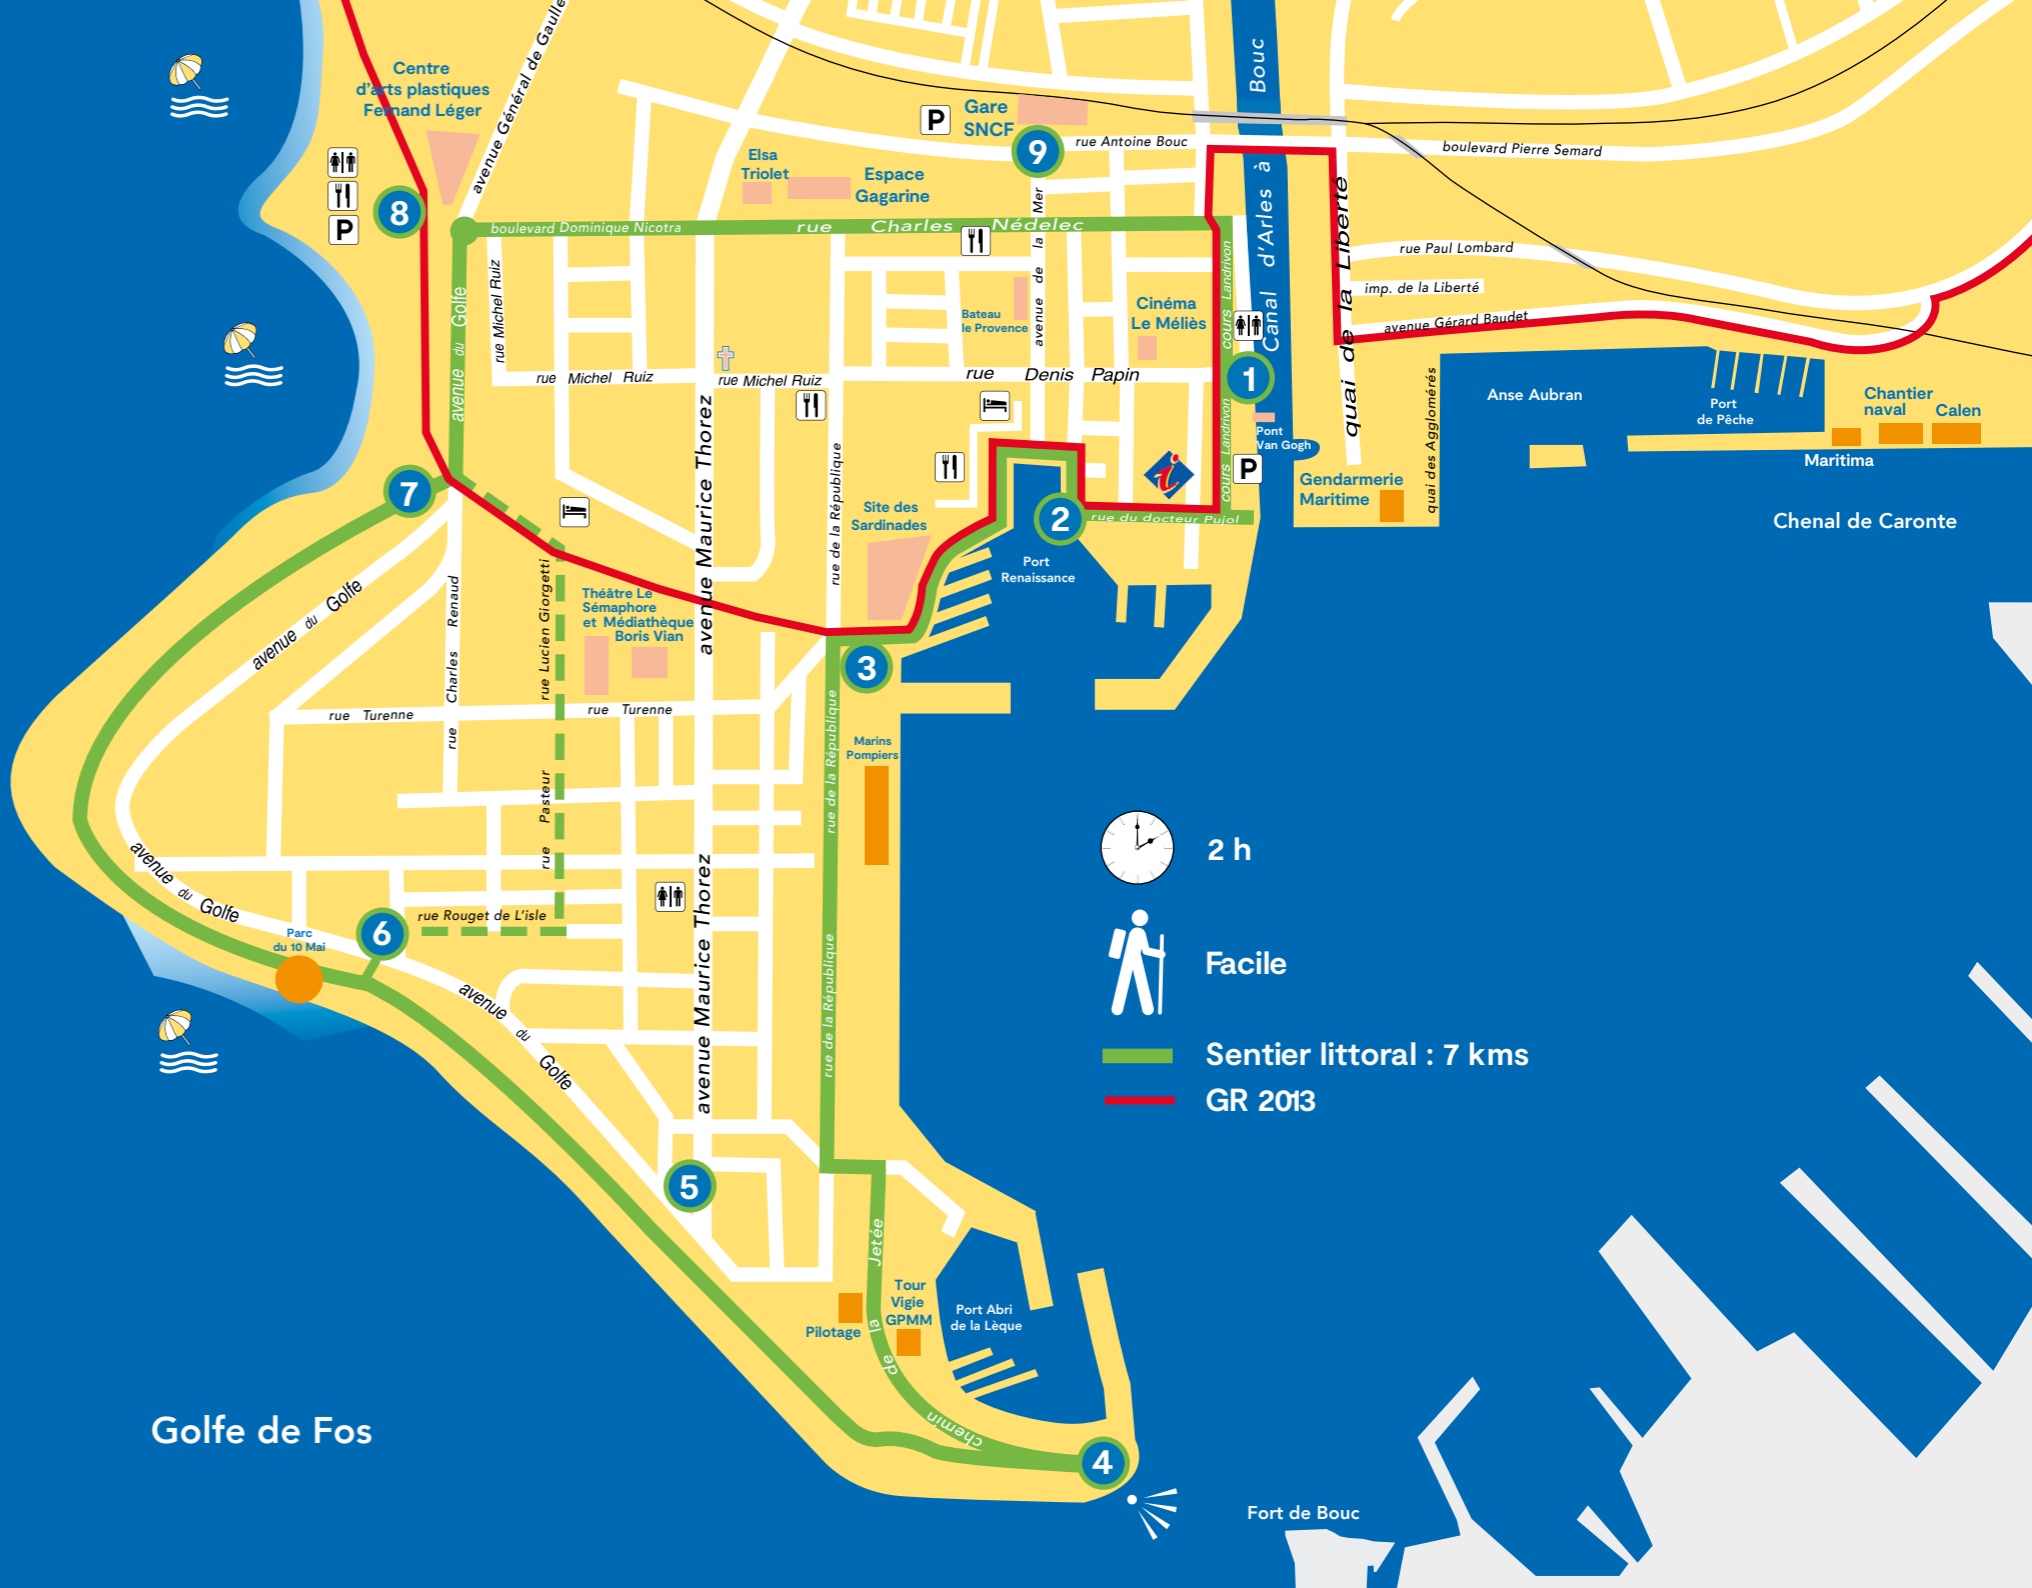 Centre
d'arts plastiques
Fernand Léger
avenue Général de Gaulle
P
Gare
SNCF
9
rue Antoine Bouc
Canal d'Arles à Bouc
boulevard Pierre Semard
Elsa
Triolet
Espace
Gagarine
8
P
boulevard Dominique Nicotra
rue Charles Nédelec
avenue de la Mer
quai de la Liberté
rue Paul Lombard
imp. de la Liberté
avenue Gérard Baudet
rue Michel Ruiz
avenue du Golfe
Bateau
le Provence
Cinéma
Le Méliès
cours Landrivon
1
rue Michel Ruiz
rue Michel Ruiz
rue Denis Papin
cours Landrivon
Pont
Van Gogh
P
i
quai des Agglomérés
Anse Aubran
Port
de Pêche
Chantier
naval
Calen
Maritima
Gendarmerie
Maritime
Chenal de Caronte
7
avenue Maurice Thorez
rue de la République
Site des
Sardinades
2
rue du docteur Pujol
Port
Renaissance
avenue du Golfe
rue Charles Renaud
rue Lucien Giorgetti
Théâtre Le
Sémaphore
et Médiathèque
Boris Vian
3
rue Turenne
rue Turenne
rue de la République
Marins
Pompiers
rue Pasteur
avenue du Golfe
2 h
rue Rouget de L'isle
6
Parc
du 10 Mai
avenue Maurice Thorez
rue de la République
Facile
avenue du Golfe
Sentier littoral : 7 kms
GR 2013
5
chemin de la Jetée
Tour
Vigie
GPMM
Pilotage
Port Abri
de la Lèque
Golfe de Fos
4
Fort de Bouc